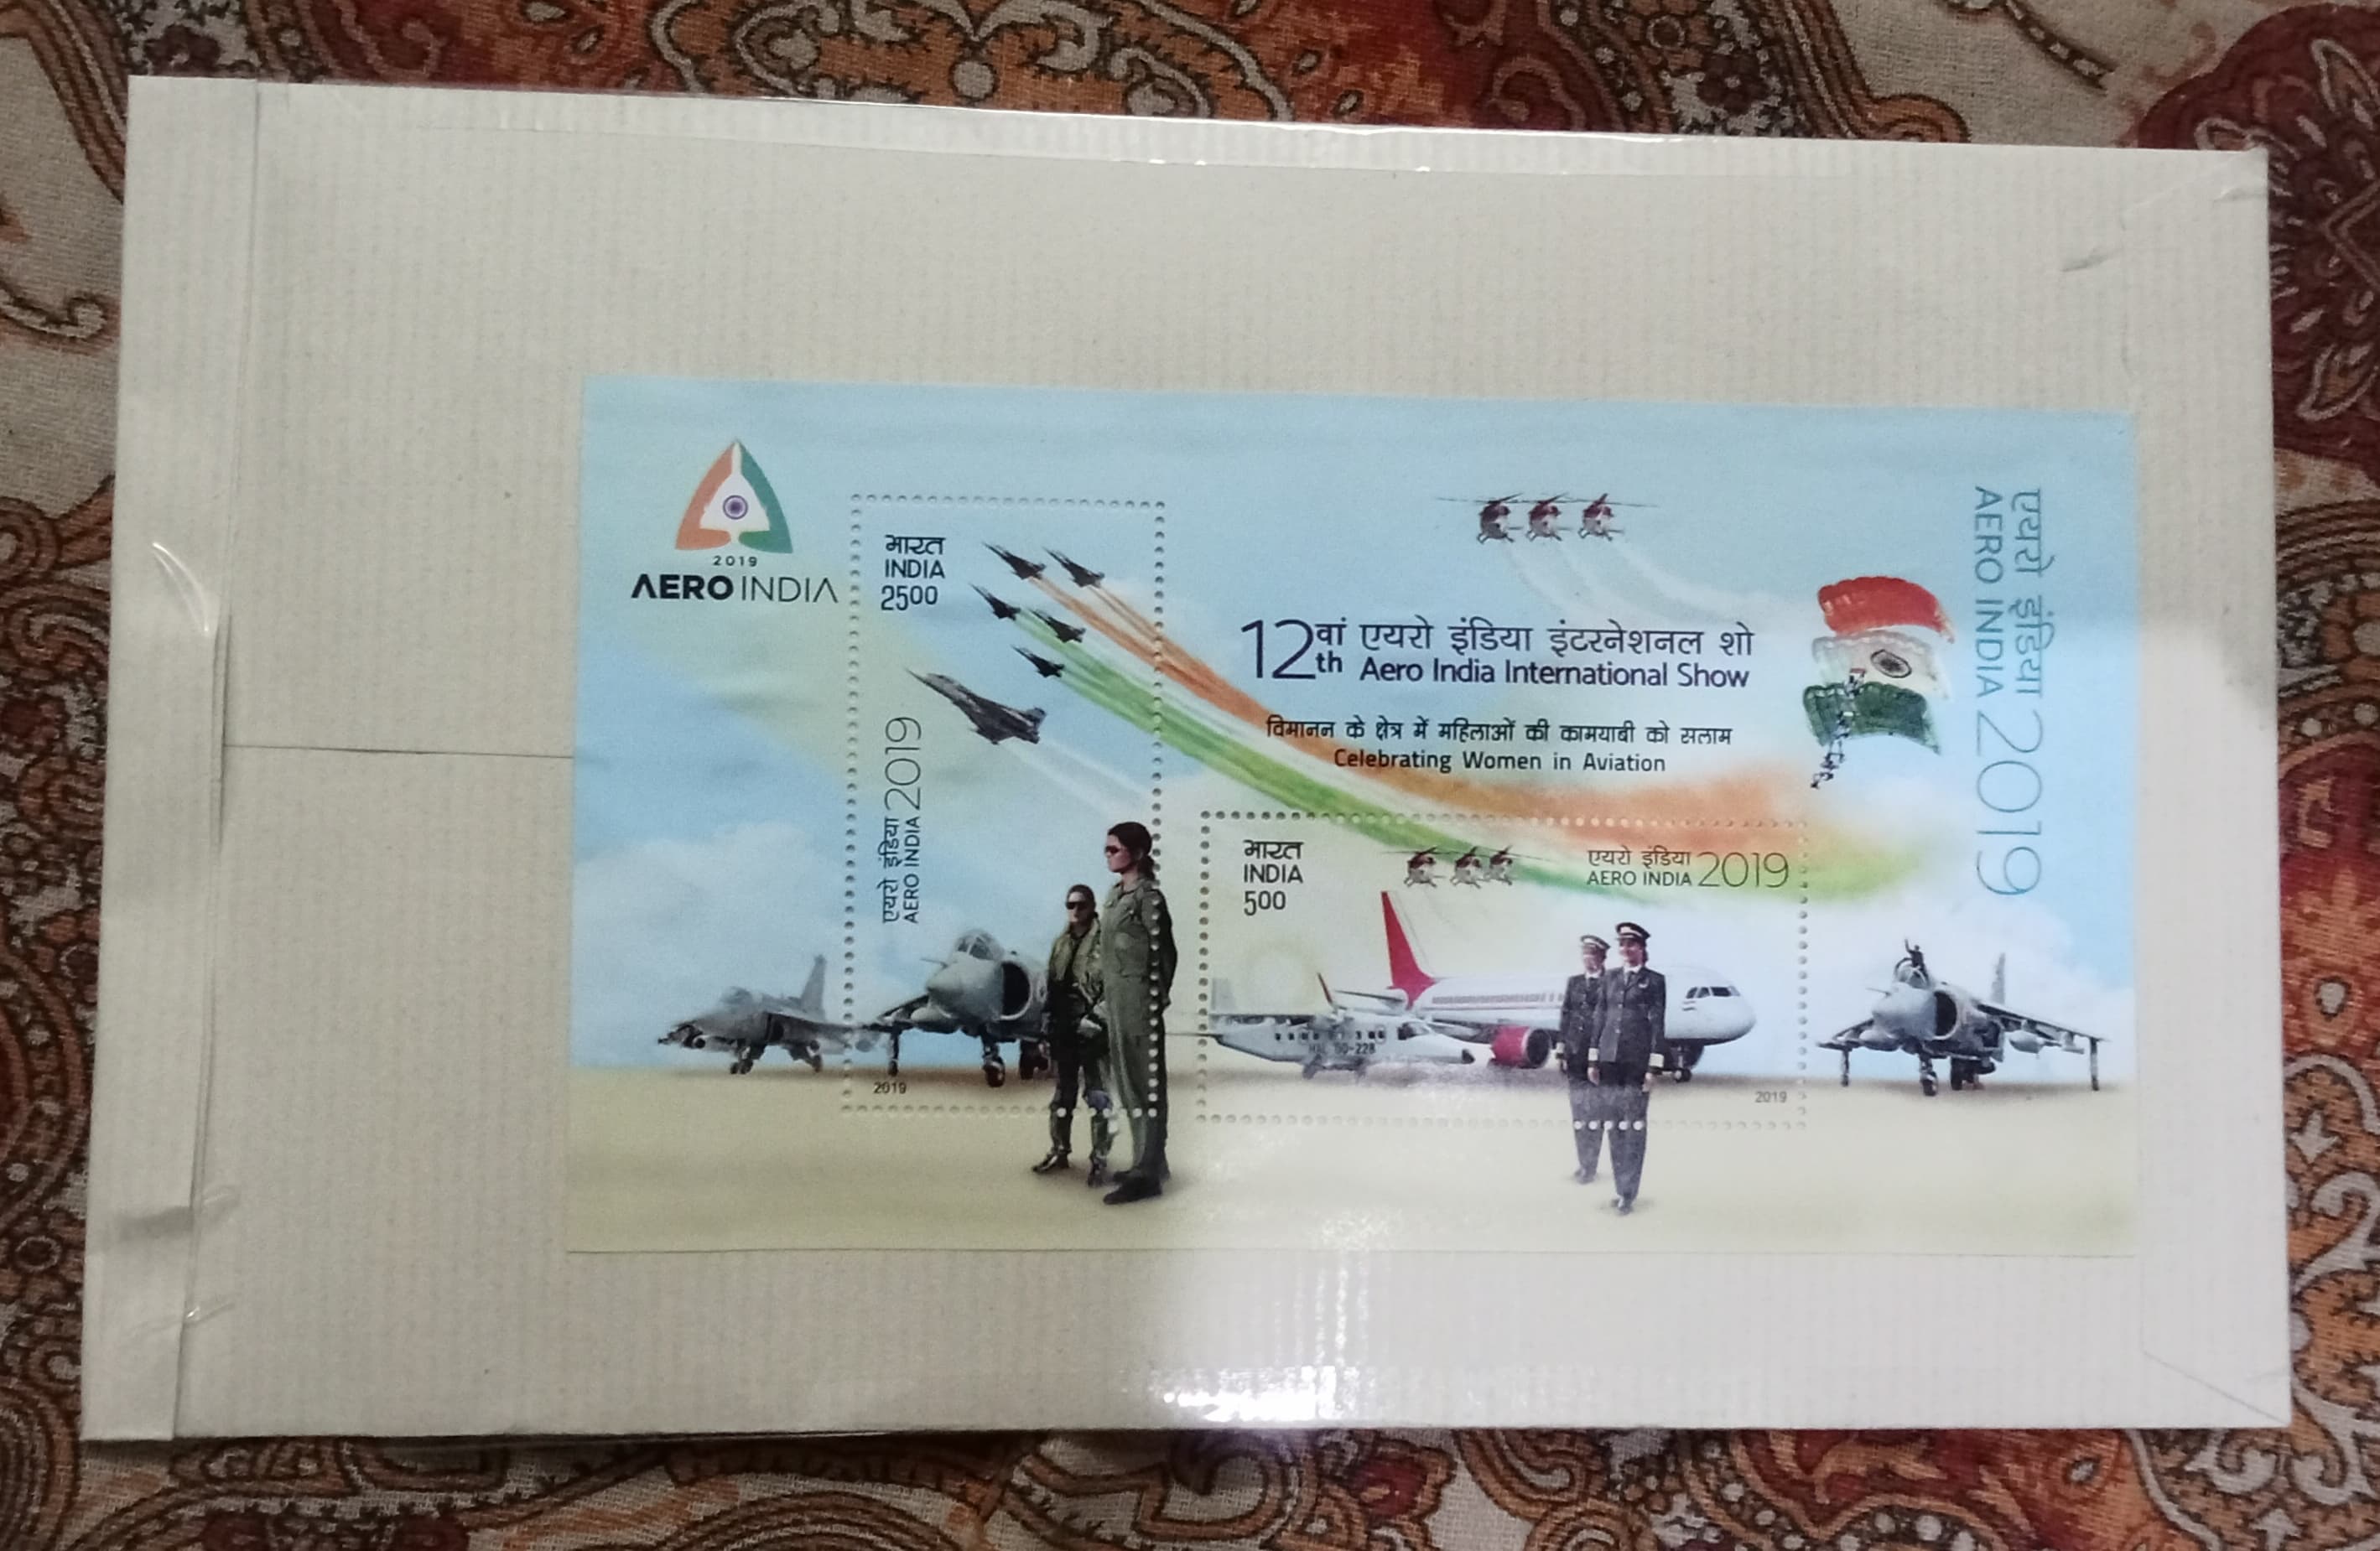 2019
AERO INDIA
भारत
INDIA
2500
एयरो इंडिया 2019
AERO INDIA
2019
12वां एयरो इंडिया इंटरनेशनल शो
12th Aero India International Show
विमानन के क्षेत्र में महिलाओं की कामयाबी को सलाम
Celebrating Women in Aviation
भारत
INDIA
500
एयरो इंडिया 2019
AERO INDIA
2019
एयरो इंडिया 2019
AERO INDIA